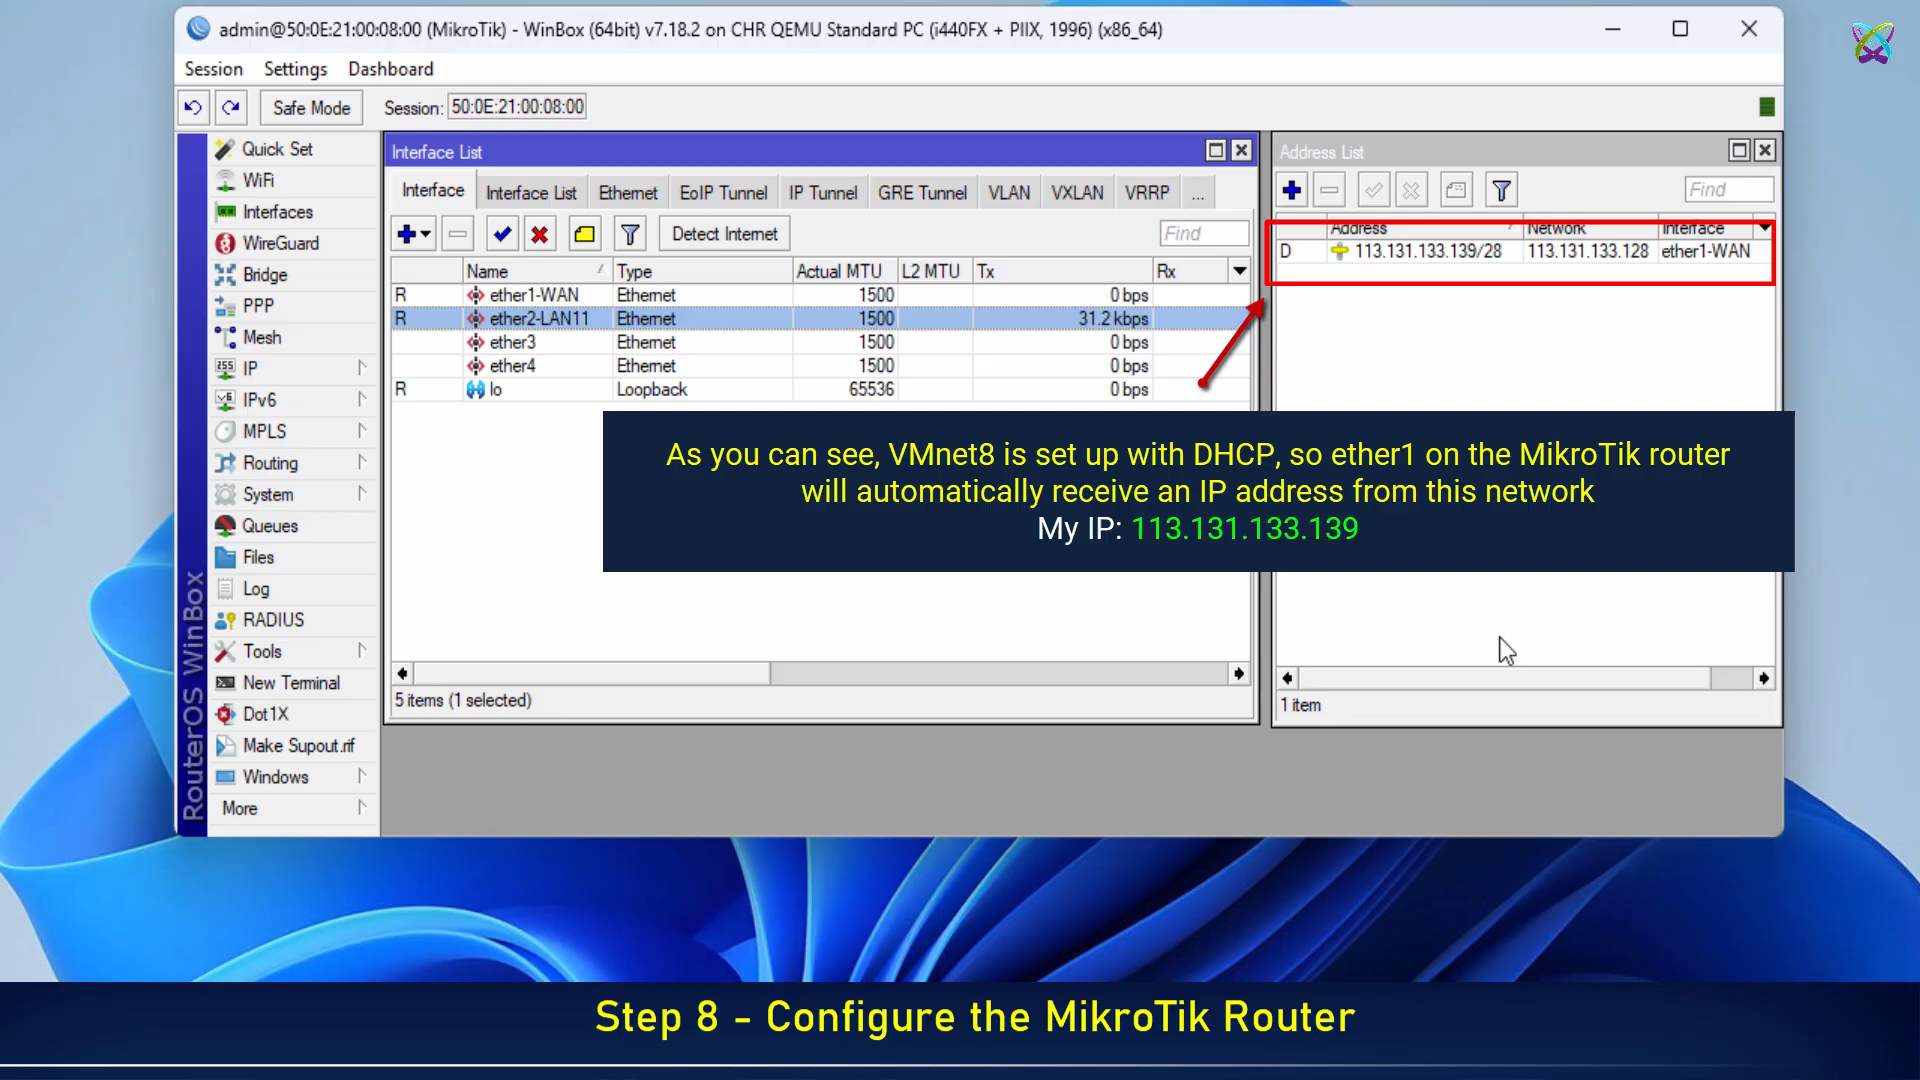 admin@50:0E:21:00:08:00 (MikroTik) - WinBox (64bit) v7.18.2 on CHR QEMU Standard PC (i440FX + PIIX, 1996) (x86_64)
Session Settings Dashboard
Safe Mode Session: 50:0E:21:00:08:00
RouterOS WinBox
Quick Set
WiFi
Interfaces
WireGuard
Bridge
PPP
Mesh
IP
IPv6
MPLS
Routing
System
Queues
Files
Log
RADIUS
Tools
New Terminal
Dot1X
Make Supout.rif
Windows
More
Interface List
Interface Interface List Ethernet EoIP Tunnel IP Tunnel GRE Tunnel VLAN VXLAN VRRP ...
Detect Internet Find
Name Type Actual MTU L2 MTU Tx Rx
R ether1-WAN Ethernet 1500 0 bps
R ether2-LAN11 Ethernet 1500 31.2 kbps
ether3 Ethernet 1500 0 bps
ether4 Ethernet 1500 0 bps
R lo Loopback 65536 0 bps
5 items (1 selected)
Address List
Find
Address Network Interface
D 113.131.133.139/28 113.131.133.128 ether1-WAN
1 item
As you can see, VMnet8 is set up with DHCP, so ether1 on the MikroTik router
will automatically receive an IP address from this network
My IP: 113.131.133.139
Step 8 - Configure the MikroTik Router